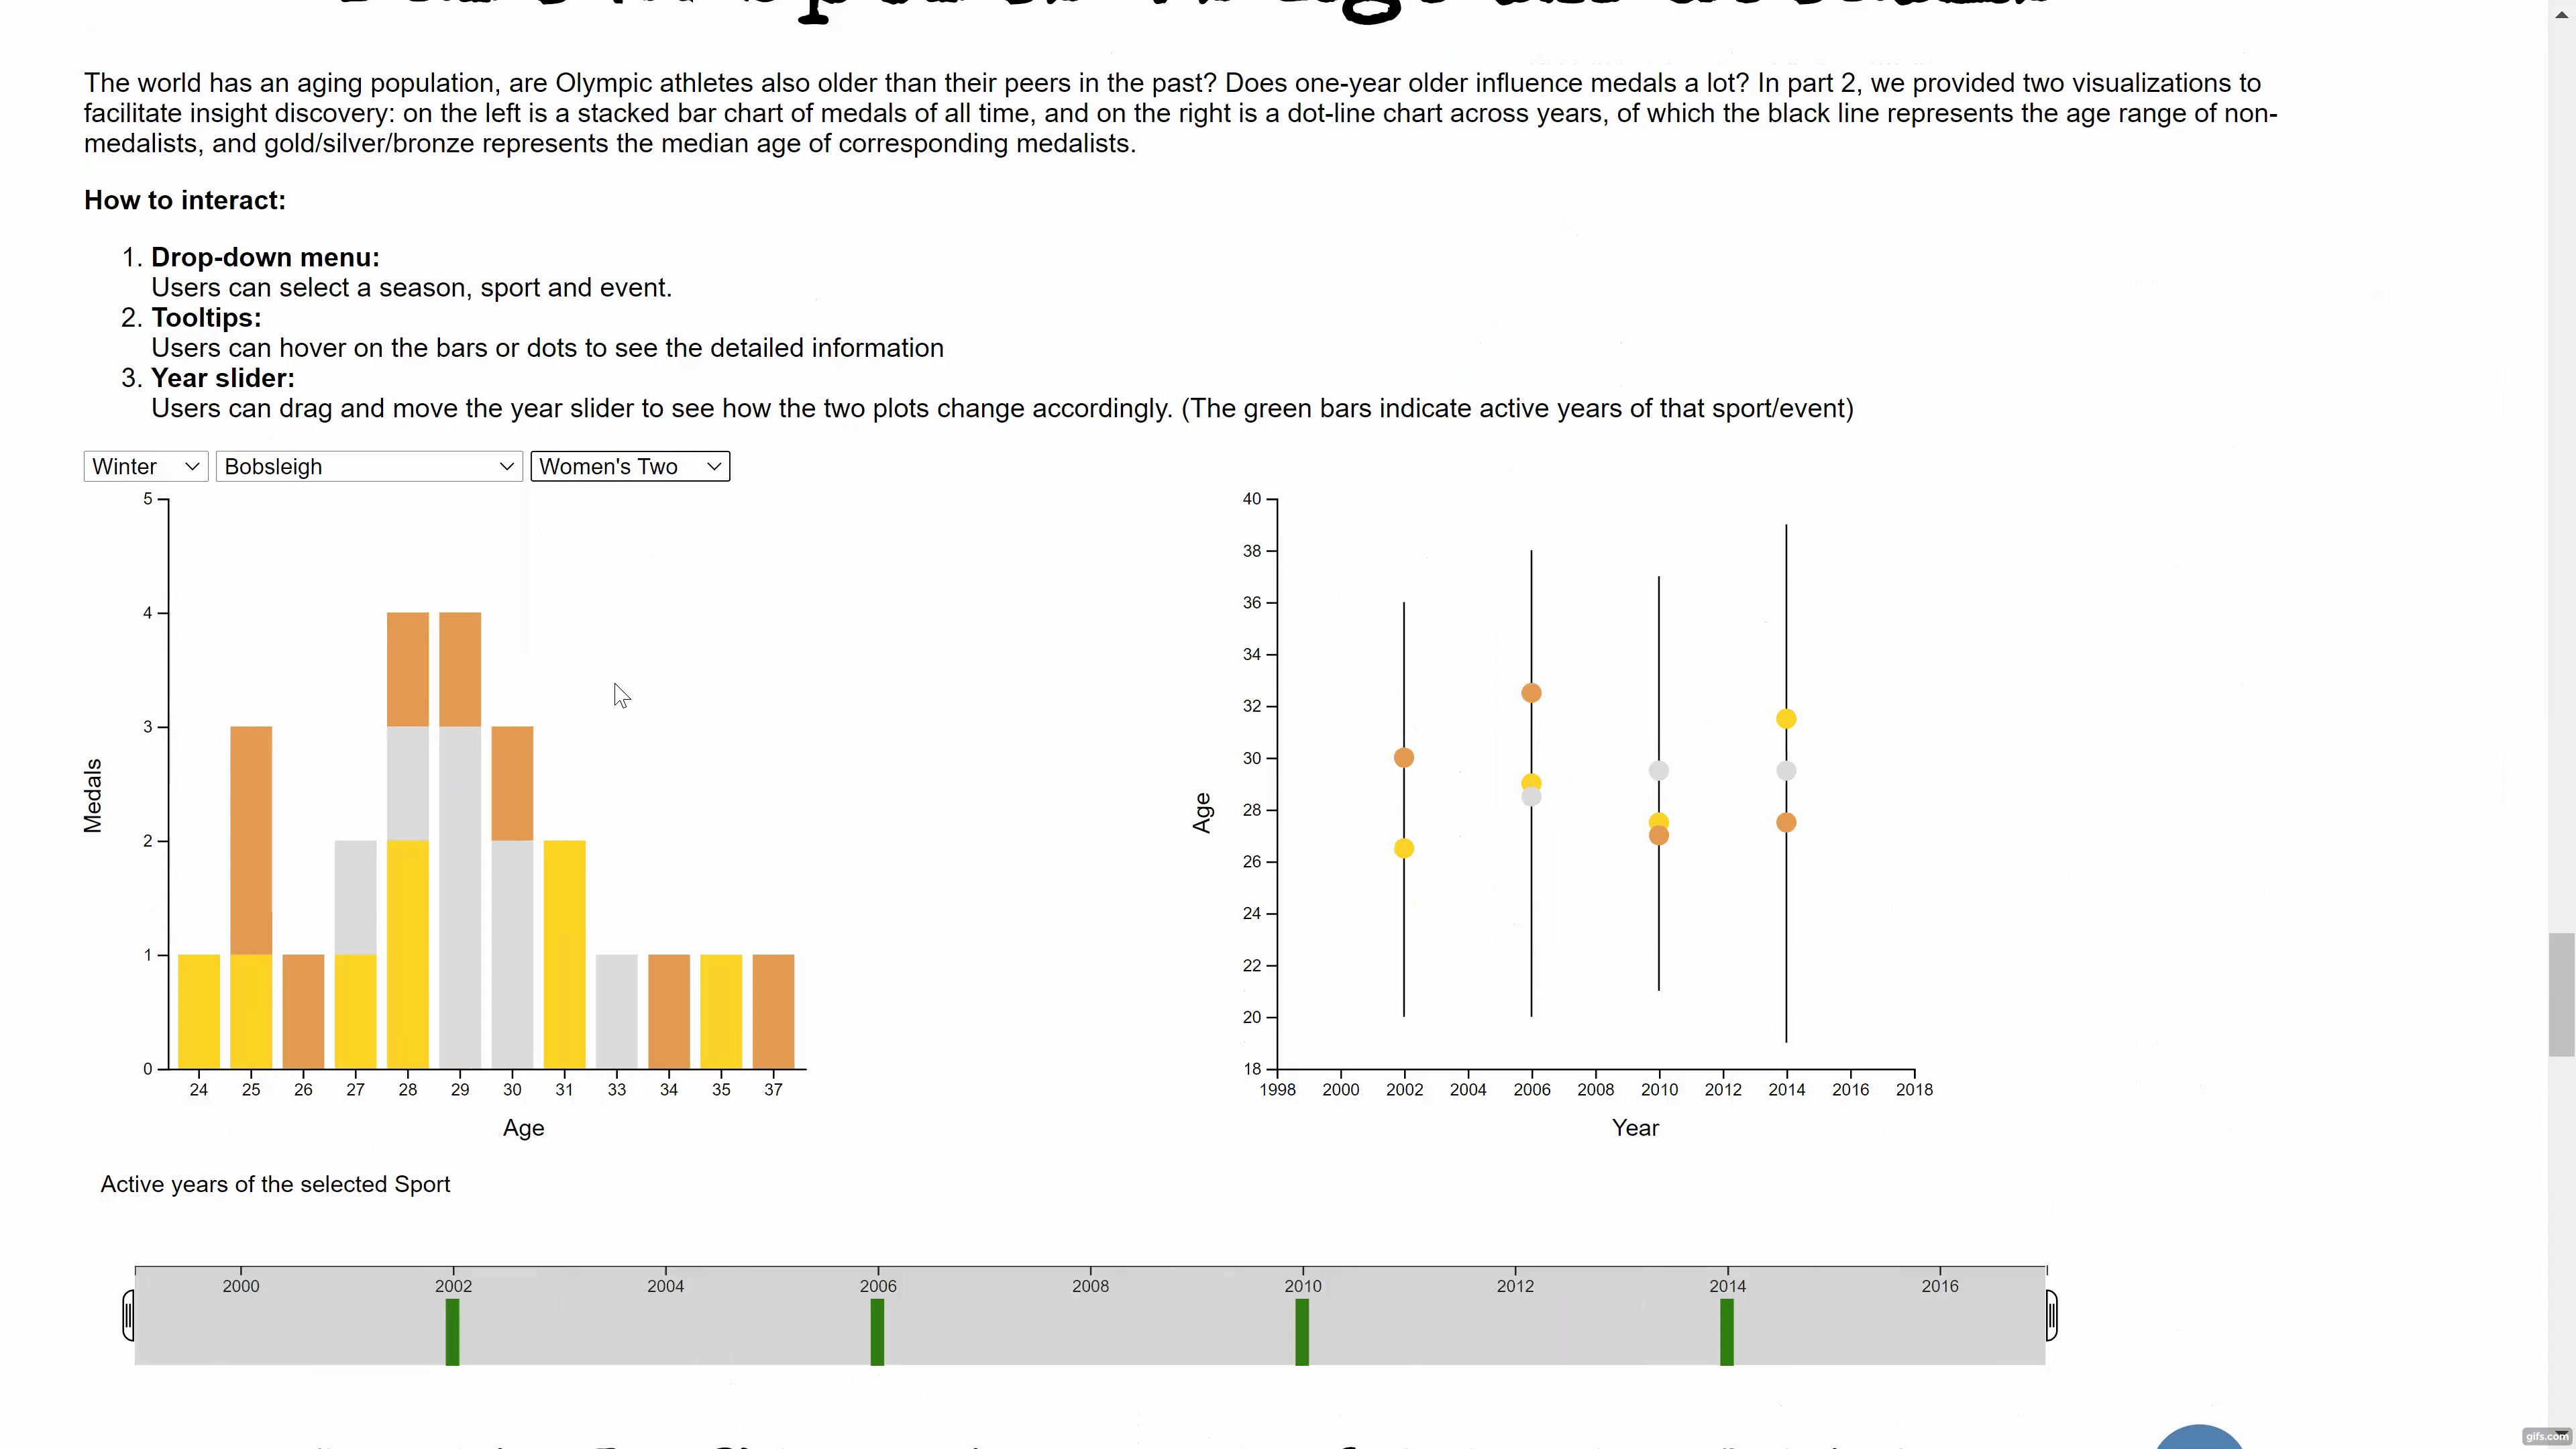 The world has an aging population, are Olympic athletes also older than their peers in the past? Does one-year older influence medals a lot? In part 2, we provided two visualizations to
facilitate insight discovery: on the left is a stacked bar chart of medals of all time, and on the right is a dot-line chart across years, of which the black line represents the age range of non-
medalists, and gold/silver/bronze represents the median age of corresponding medalists.
How to interact:
1. Drop-down menu:
Users can select a season, sport and event.
2. Tooltips:
Users can hover on the bars or dots to see the detailed information
3. Year slider:
Users can drag and move the year slider to see how the two plots change accordingly. (The green bars indicate active years of that sport/event)
Winter Bobsleigh Women's Two
5
4
3
2
1
0
Medals
24 25 26 27 28 29 30 31 33 34 35 37
Age
40
38
36
34
32
30
28
26
24
22
20
18
Age
1998 2000 2002 2004 2006 2008 2010 2012 2014 2016 2018
Year
Active years of the selected Sport
2000 2002 2004 2006 2008 2010 2012 2014 2016
gifs.com